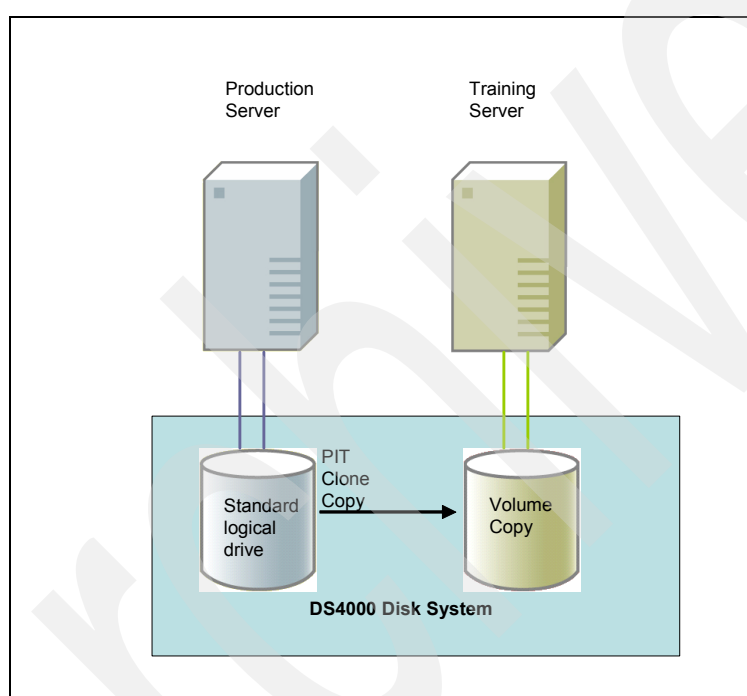 Production
Server
Training
Server
PIT
Clone
Copy
Standard
logical
drive
Volume
Copy
DS4000 Disk System